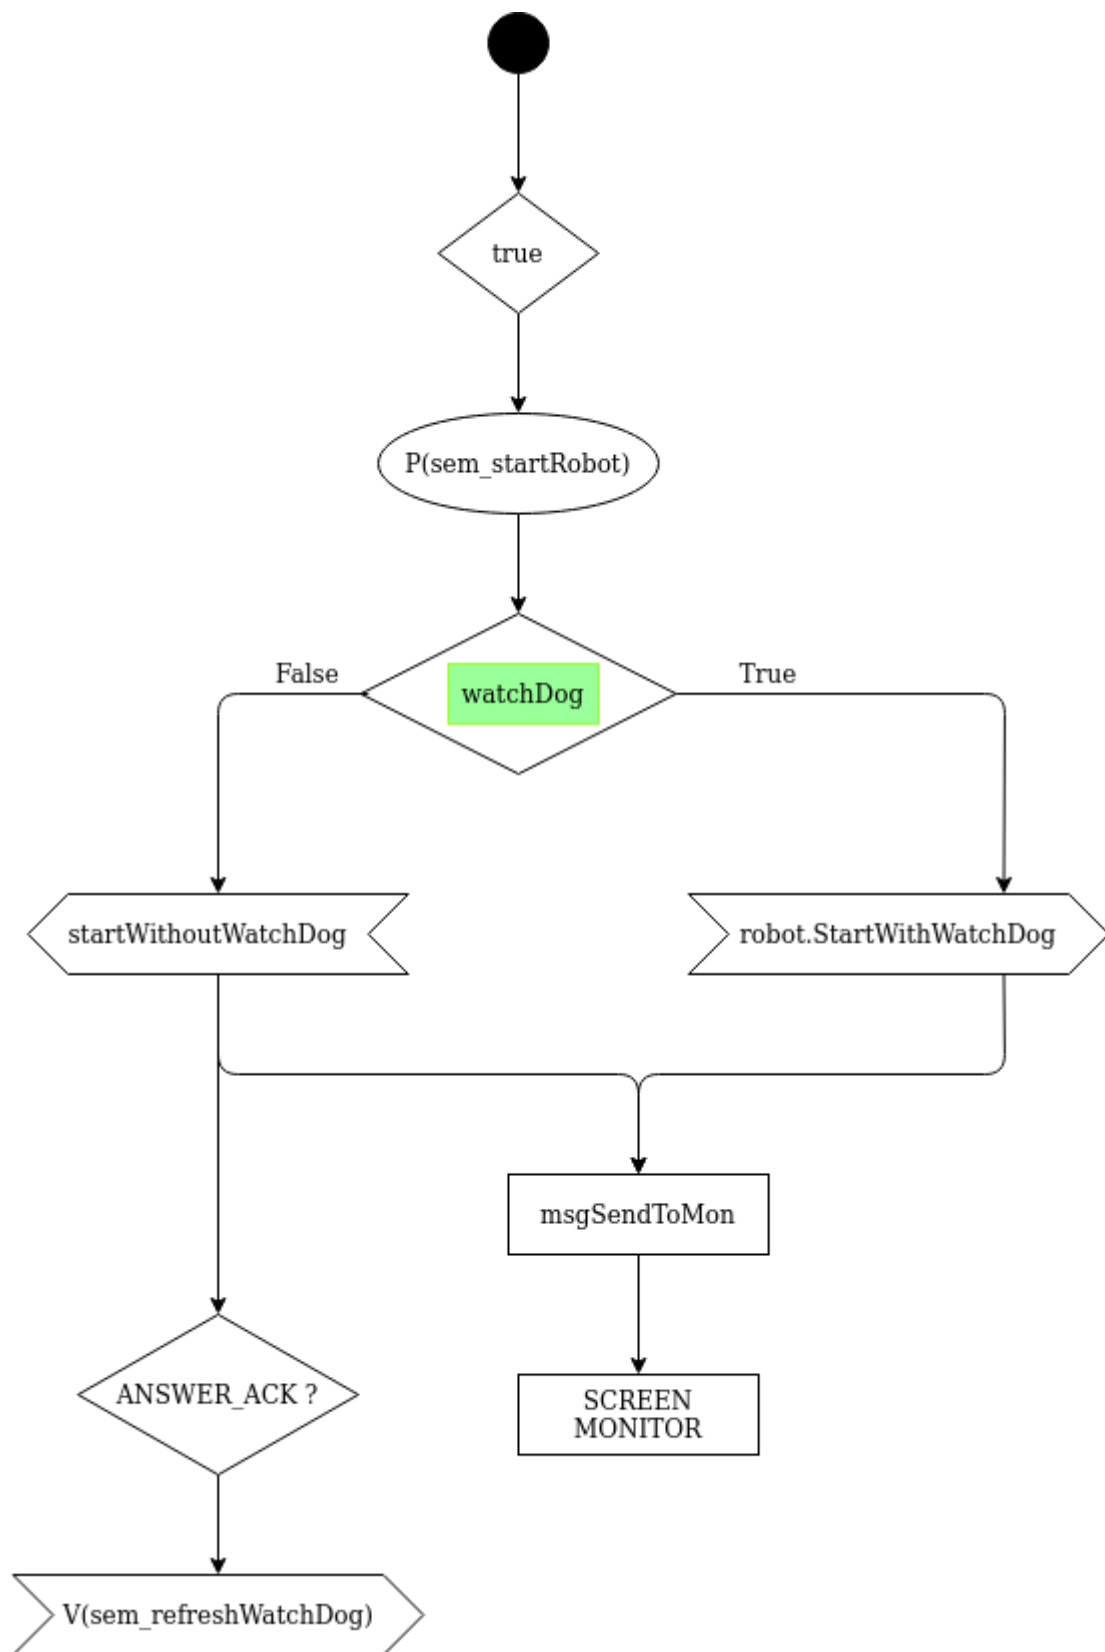 true
P(sem_startRobot)
False
watchDog
True
startWithoutWatchDog
robot.StartWithWatchDog
msgSendToMon
ANSWER_ACK ?
SCREEN
MONITOR
V(sem_refreshWatchDog)